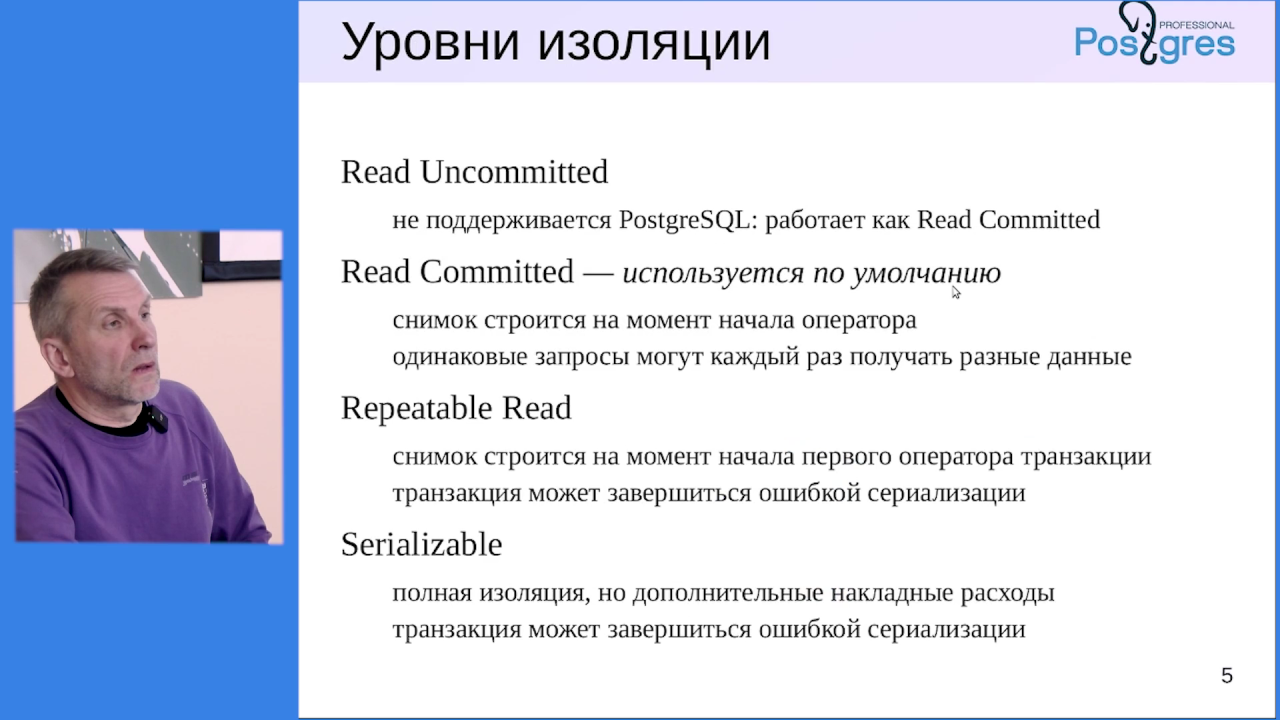 Уровни изоляции
PROFESSIONAL
Postgres
Read Uncommitted
не поддерживается PostgreSQL: работает как Read Committed
Read Committed — используется по умолчанию
снимок строится на момент начала оператора
одинаковые запросы могут каждый раз получать разные данные
Repeatable Read
снимок строится на момент начала первого оператора транзакции
транзакция может завершиться ошибкой сериализации
Serializable
полная изоляция, но дополнительные накладные расходы
транзакция может завершиться ошибкой сериализации
5